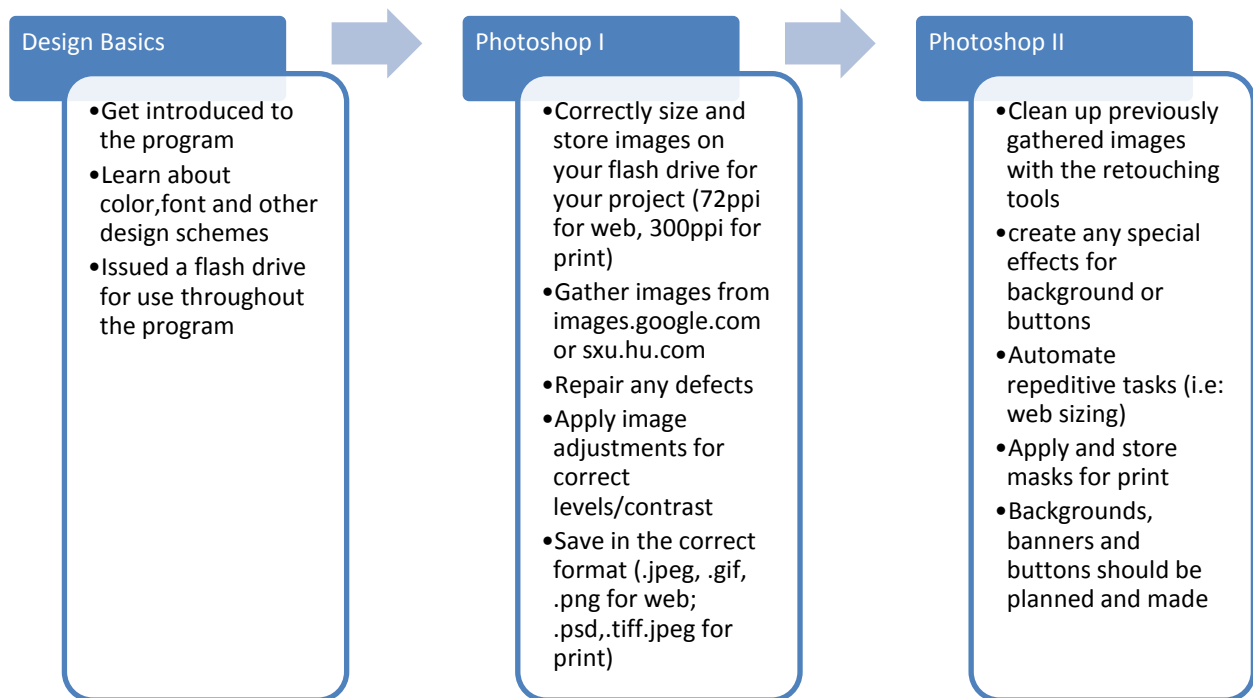 Design Basics
•Get introduced to
the program
•Learn about
color,font and other
design schemes
•Issued a flash drive
for use throughout
the program
Photoshop I
•Correctly size and
store images on
your flash drive for
your project (72ppi
for web, 300ppi for
print)
•Gather images from
images.google.com
or sxu.hu.com
•Repair any defects
•Apply image
adjustments for
correct
levels/contrast
•Save in the correct
format (.jpeg, .gif,
.png for web;
.psd,.tiff.jpeg for
print)
Photoshop II
•Clean up previously
gathered images
with the retouching
tools
•create any special
effects for
background or
buttons
•Automate
repeditive tasks (i.e:
web sizing)
•Apply and store
masks for print
•Backgrounds,
banners and
buttons should be
planned and made